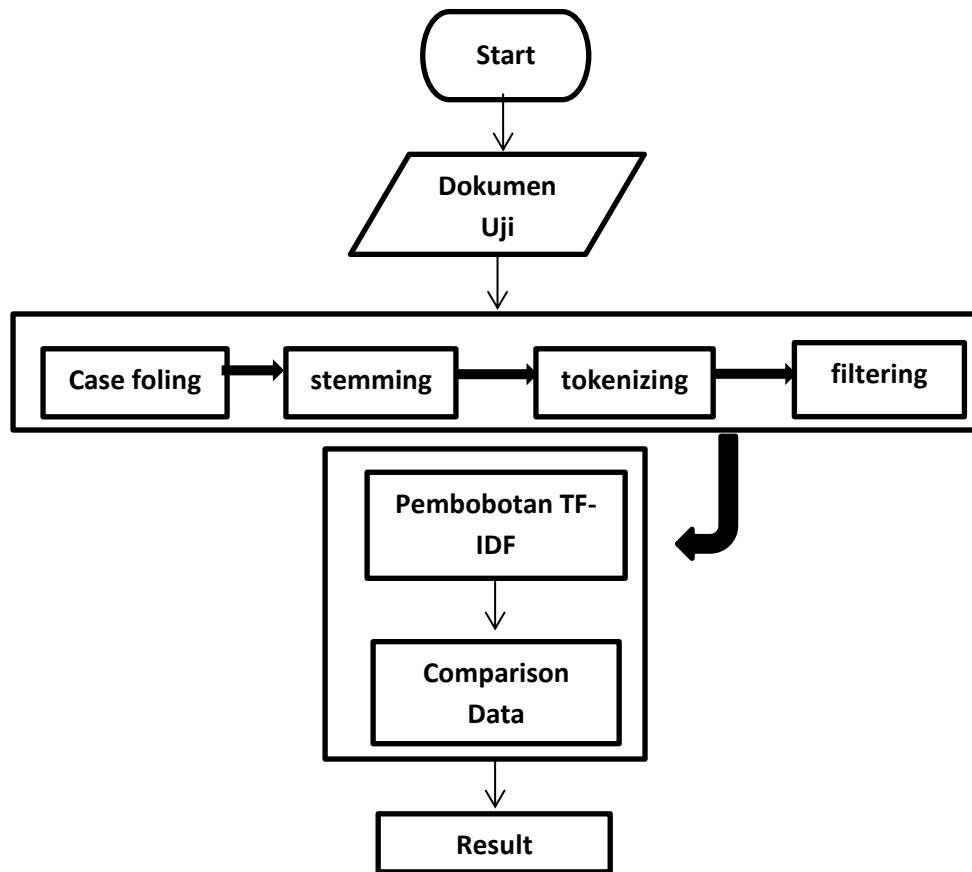 Start
Dokumen
Uji
Case foling
stemming
tokenizing
filtering
Pembobotan TF-
IDF
Comparison
Data
Result